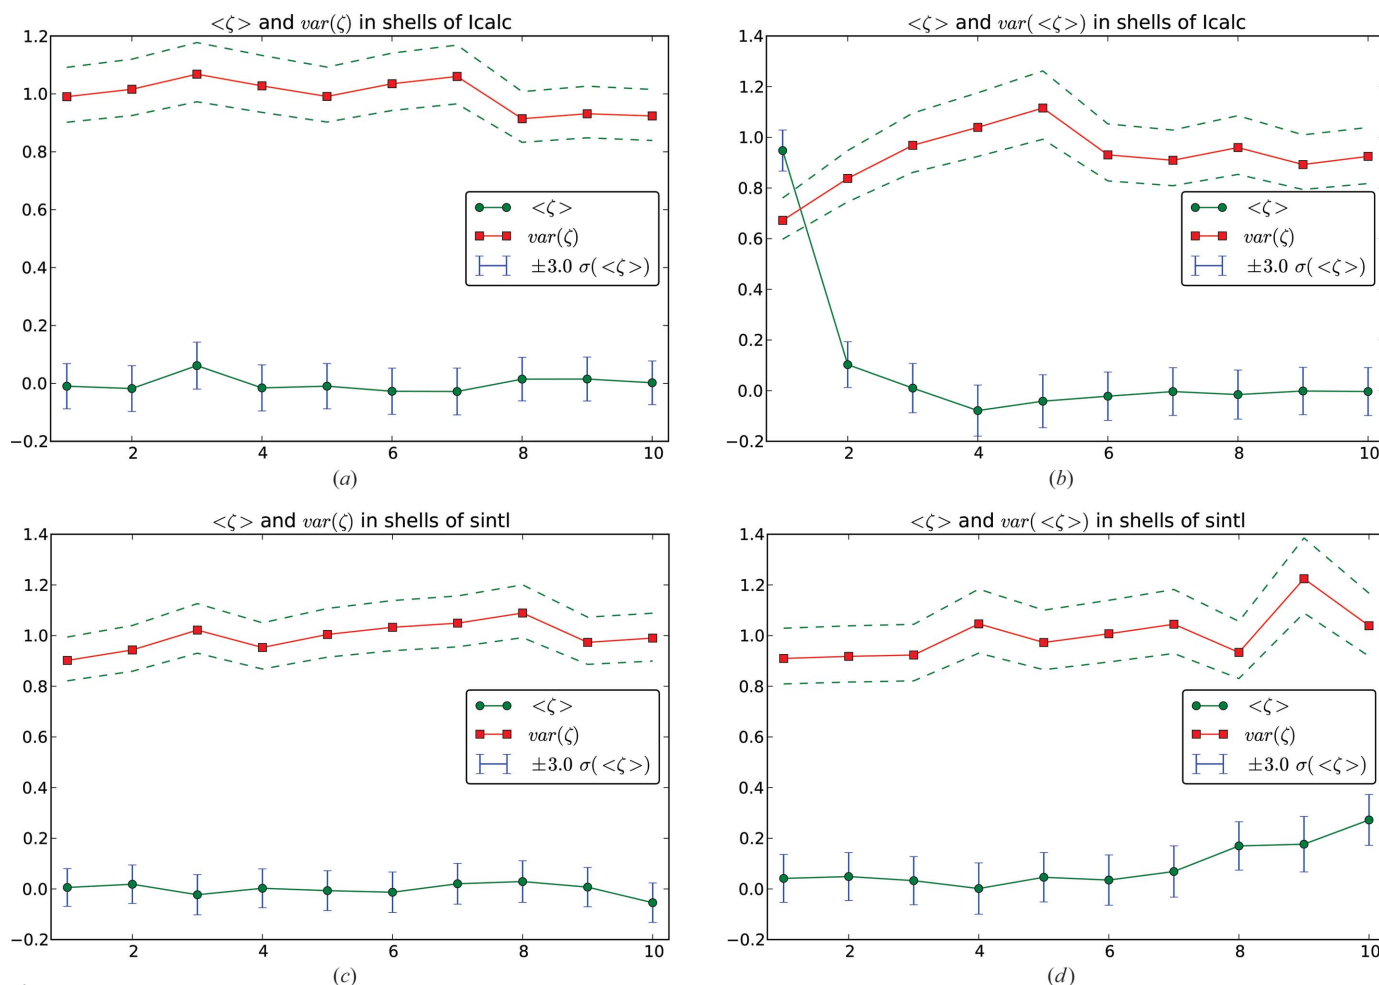 <ζ> and var(ζ) in shells of Icalc
1.2
1.0
0.8
0.6
0.4
0.2
0.0
−0.2
<ζ>
var(ζ)
±3.0 σ(<ζ>)
2 4 6 8 10
(a)
<ζ> and var(<ζ>) in shells of Icalc
1.4
1.2
1.0
0.8
0.6
0.4
0.2
0.0
−0.2
<ζ>
var(ζ)
±3.0 σ(<ζ>)
2 4 6 8 10
(b)
<ζ> and var(ζ) in shells of sintl
1.4
1.2
1.0
0.8
0.6
0.4
0.2
0.0
−0.2
<ζ>
var(ζ)
±3.0 σ(<ζ>)
2 4 6 8 10
(c)
<ζ> and var(<ζ>) in shells of sintl
1.4
1.2
1.0
0.8
0.6
0.4
0.2
0.0
−0.2
<ζ>
var(ζ)
±3.0 σ(<ζ>)
2 4 6 8 10
(d)